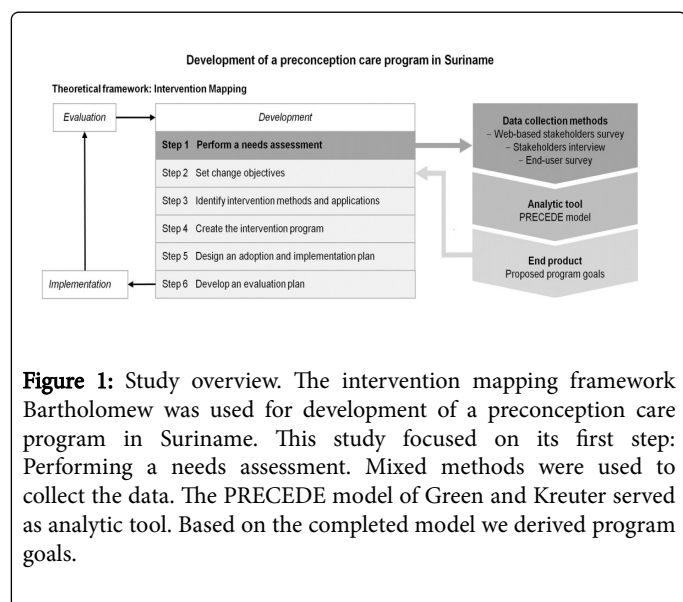 Development of a preconception care program in Suriname
Theoretical framework: Intervention Mapping
Evaluation
Development
Step 1 Perform a needs assessment
Step 2 Set change objectives
Step 3 Identify intervention methods and applications
Step 4 Create the intervention program
Step 5 Design an adoption and implementation plan
Step 6 Develop an evaluation plan
Implementation
Data collection methods
– Web-based stakeholders survey
– Stakeholders interview
– End-user survey
Analytic tool
PRECEDE model
End product
Proposed program goals
Figure 1: Study overview. The intervention mapping framework
Bartholomew was used for development of a preconception care
program in Suriname. This study focused on its first step:
Performing a needs assessment. Mixed methods were used to
collect the data. The PRECEDE model of Green and Kreuter served
as analytic tool. Based on the completed model we derived program
goals.